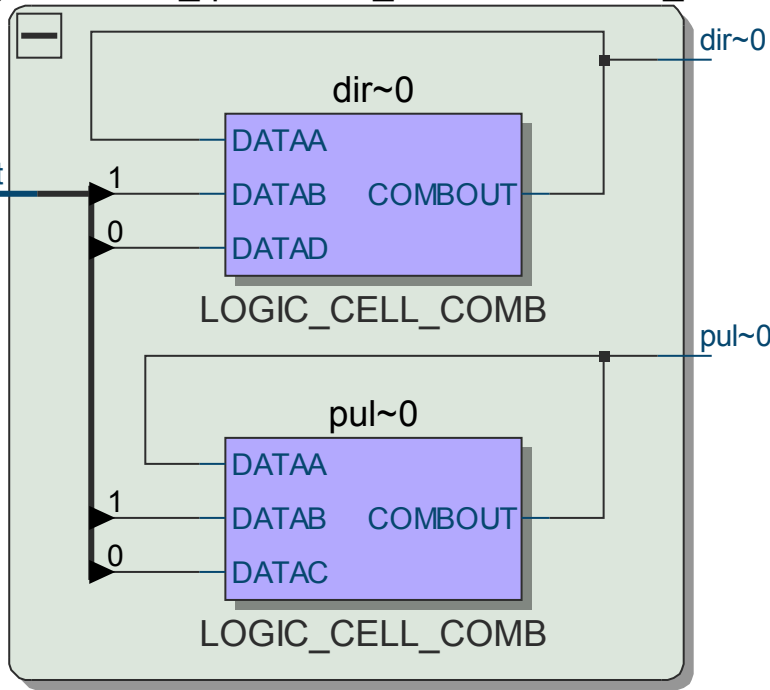 dir~0
dir~0
DATAA
1
DATAB COMBOUT
0
DATAD
LOGIC_CELL_COMB
pul~0
pul~0
DATAA
1
DATAB COMBOUT
0
DATAC
LOGIC_CELL_COMB